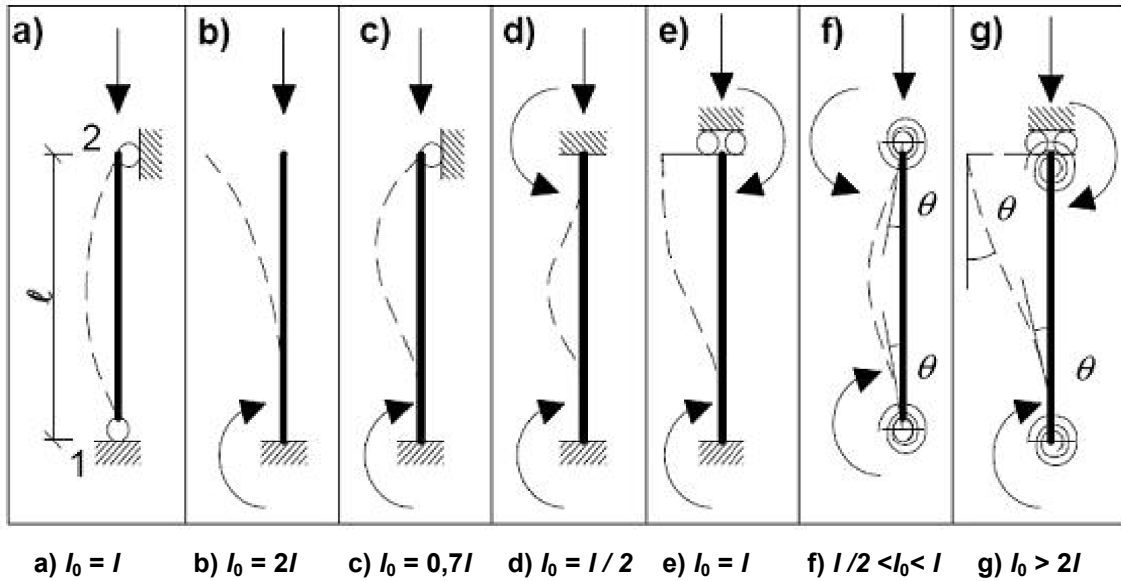 a) b) c) d) e) f) g)
2
θ θ
ℓ
θ θ
1
a) l₀ = l b) l₀ = 2l c) l₀ = 0,7l d) l₀ = l / 2 e) l₀ = l f) l /2 <l₀< l g) l₀ > 2l